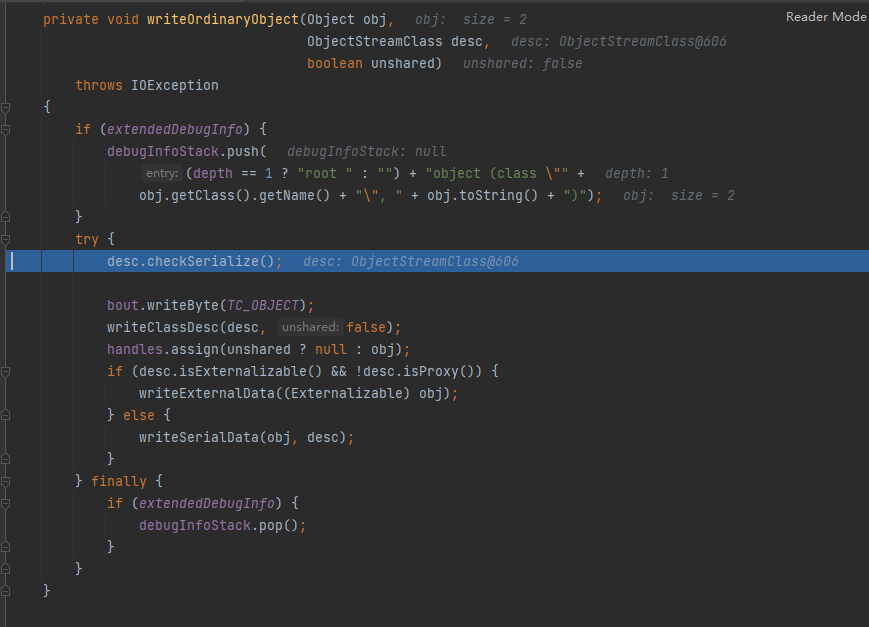 private void writeOrdinaryObject(Object obj, obj: size = 2
Reader Mode
ObjectStreamClass desc, desc: ObjectStreamClass@606
boolean unshared) unshared: false
throws IOException
{
if (extendedDebugInfo) {
debugInfoStack.push( debugInfoStack: null
entry: (depth == 1 ? "root " : "") + "object (class \"" + depth: 1
obj.getClass().getName() + "\", " + obj.toString() + ")"); obj: size = 2
}
try {
desc.checkSerialize(); desc: ObjectStreamClass@606
bout.writeByte(TC_OBJECT);
writeClassDesc(desc, unshared: false);
handles.assign(unshared ? null : obj);
if (desc.isExternalizable() && !desc.isProxy()) {
writeExternalData((Externalizable) obj);
} else {
writeSerialData(obj, desc);
}
} finally {
if (extendedDebugInfo) {
debugInfoStack.pop();
}
}
}